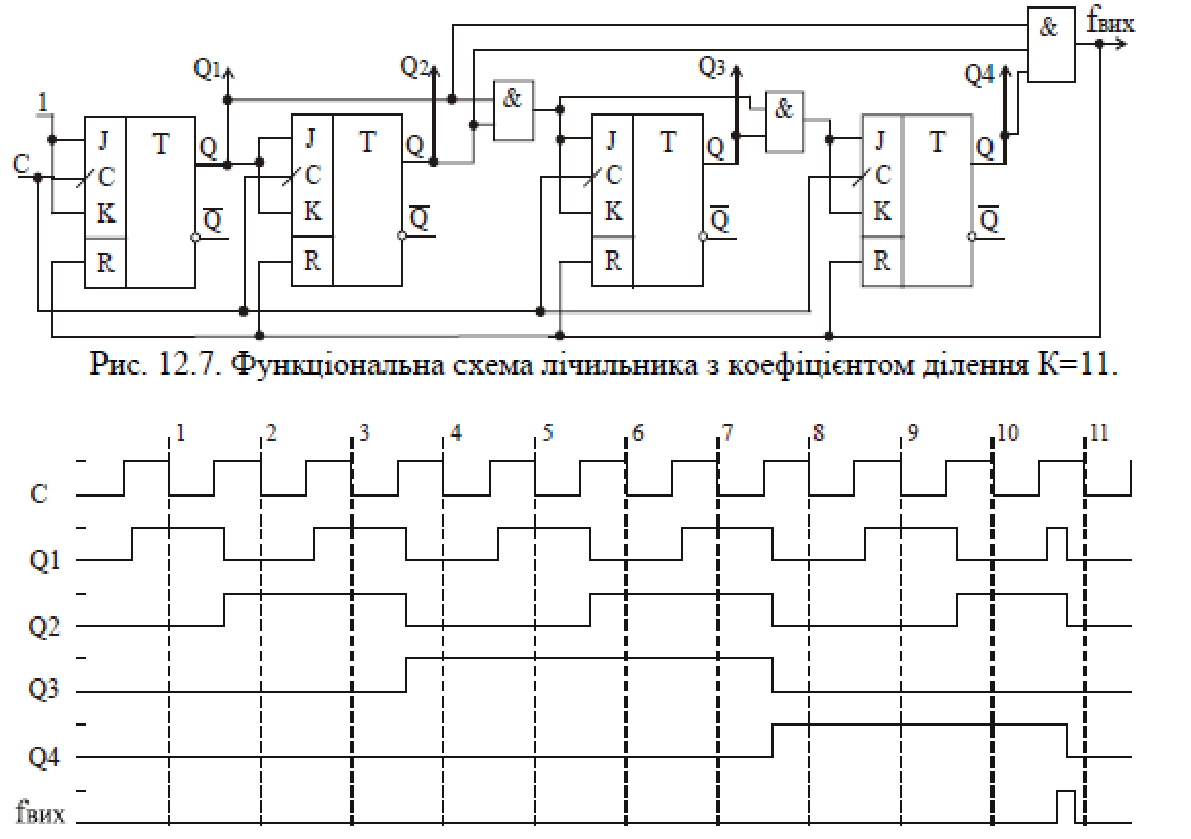 & fвих
Q1 Q2 Q3 Q4
& &
1
J T Q J T Q J T Q J T Q
C C C C C
K Q̅ K Q̅ K Q̅ K Q̅
R R R R
Рис. 12.7. Функціональна схема лічильника з коефіцієнтом ділення К=11.
1 2 3 4 5 6 7 8 9 10 11
C
Q1
Q2
Q3
Q4
fвих